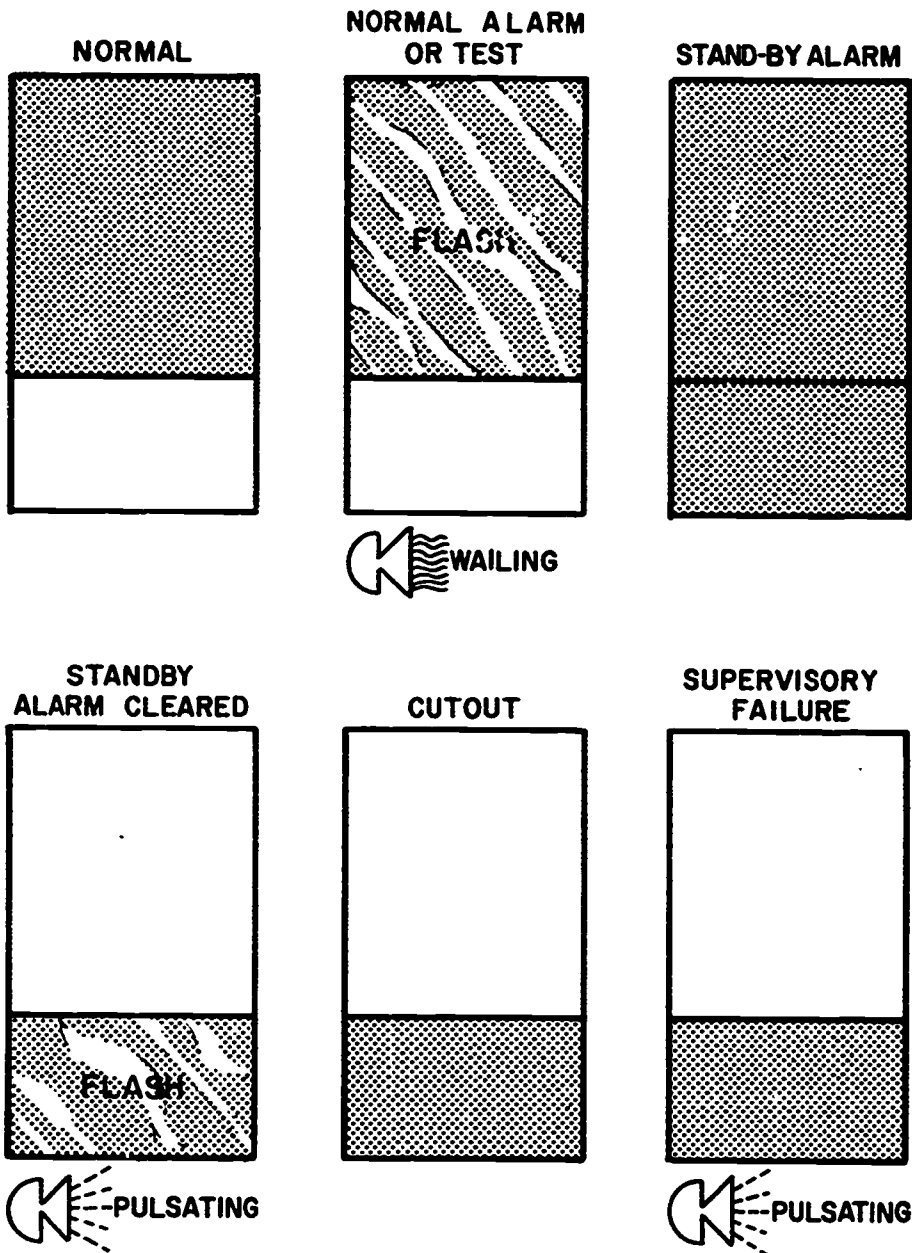 NORMAL
NORMAL ALARM
OR TEST
STAND-BY ALARM
FLASH
WAILING
STANDBY
ALARM CLEARED
CUTOUT
SUPERVISORY
FAILURE
FLASH
PULSATING
PULSATING